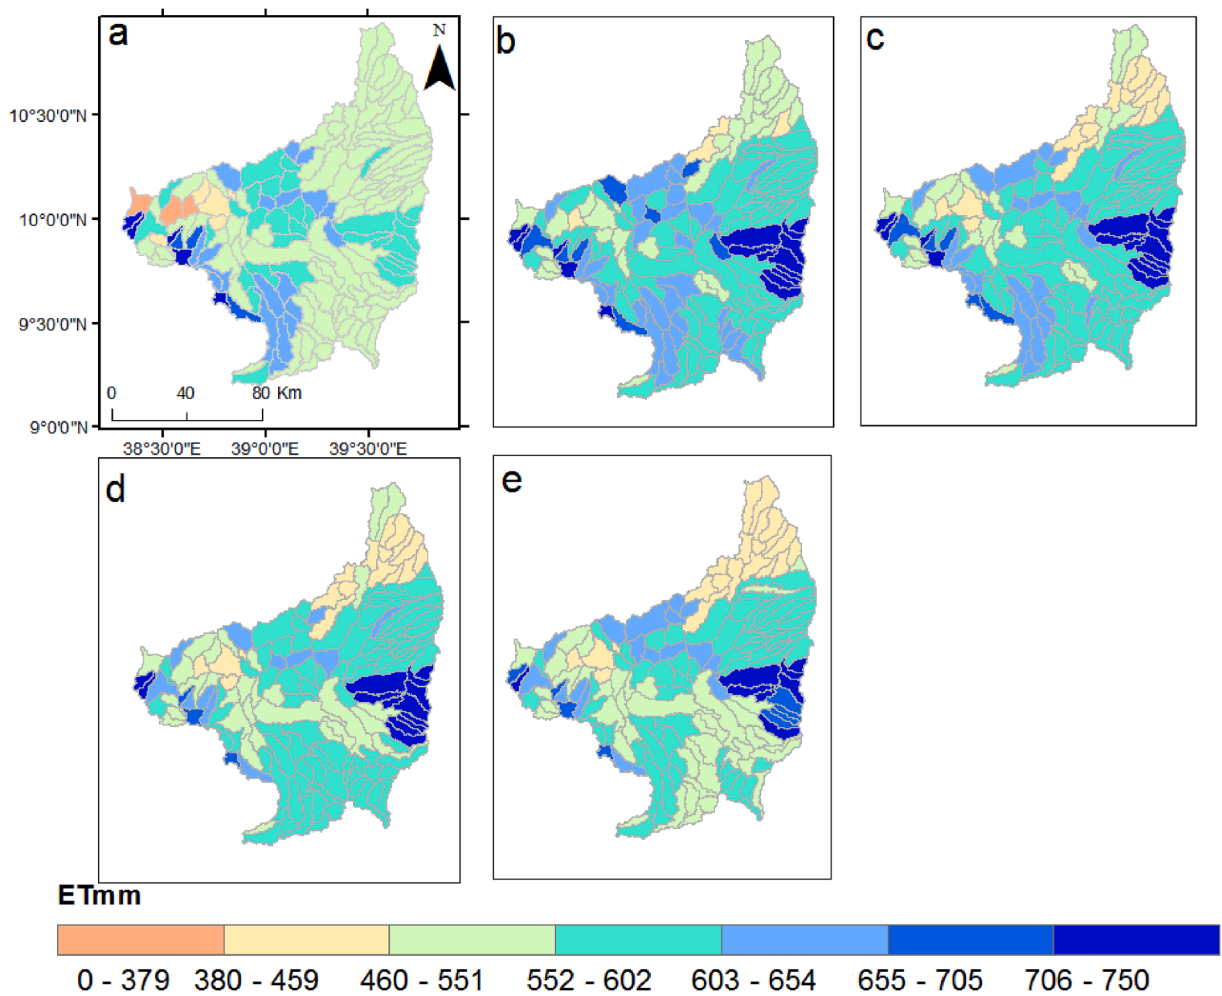 a
N
b
c
10°30'0"N
10°0'0"N
9°30'0"N
9°0'0"N
0 40 80 Km
38°30'0"E 39°0'0"E 39°30'0"E
d
e
ETmm
0 - 379 380 - 459 460 - 551 552 - 602 603 - 654 655 - 705 706 - 750